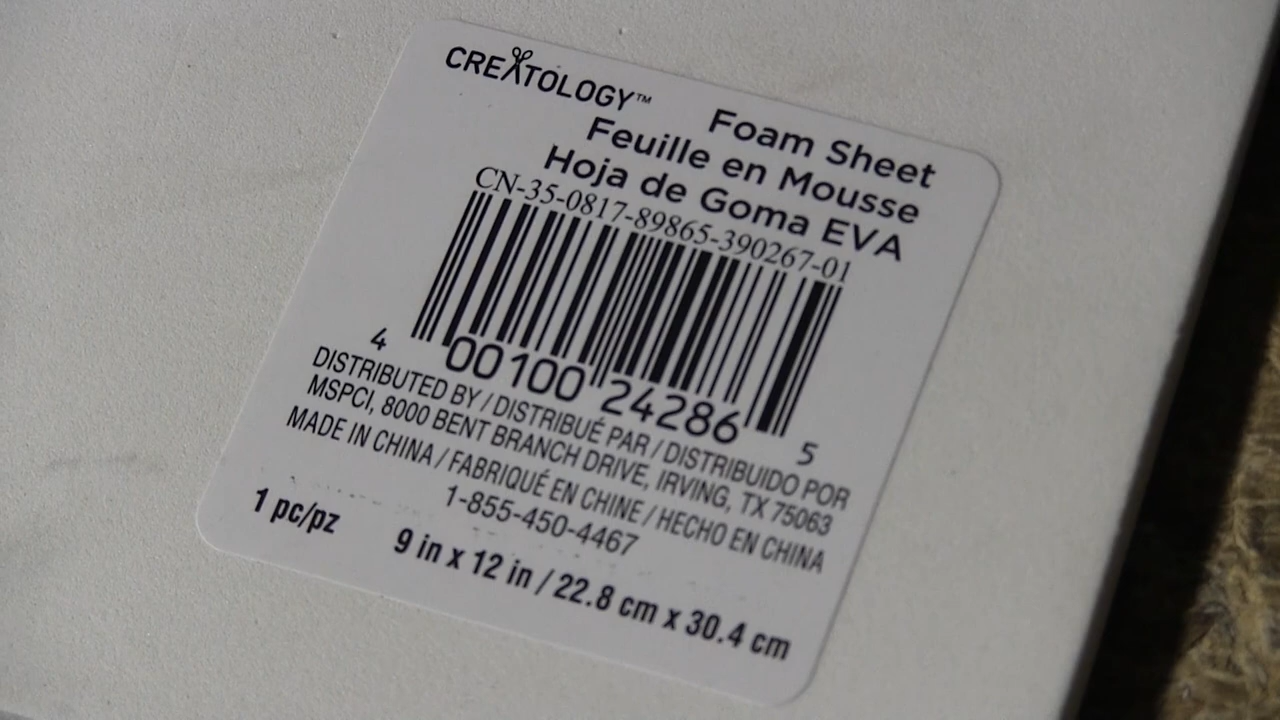 CREATOLOGY™
Foam Sheet
Feuille en Mousse
Hoja de Goma EVA
CN-35-0817-89865-390267-01
4 00100 24286 5
DISTRIBUTED BY / DISTRIBUÉ PAR / DISTRIBUIDO POR
MSPCI, 8000 BENT BRANCH DRIVE, IRVING, TX 75063
MADE IN CHINA / FABRIQUÉ EN CHINE / HECHO EN CHINA
1-855-450-4467
1 pc/pz 9 in x 12 in / 22.8 cm x 30.4 cm